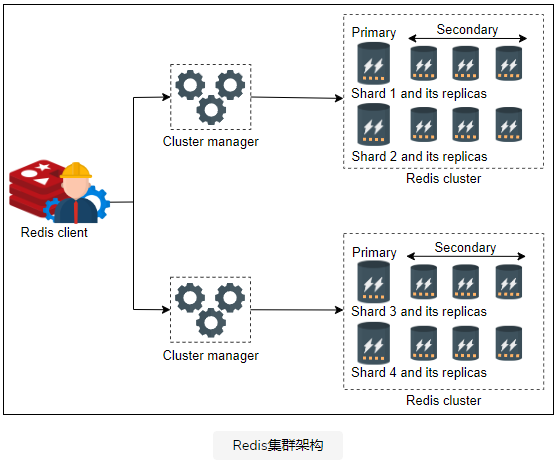 Primary
Secondary
Shard 1 and its replicas
Shard 2 and its replicas
Cluster manager
Redis cluster
Redis client
Primary
Secondary
Shard 3 and its replicas
Shard 4 and its replicas
Cluster manager
Redis cluster
Redis集群架构